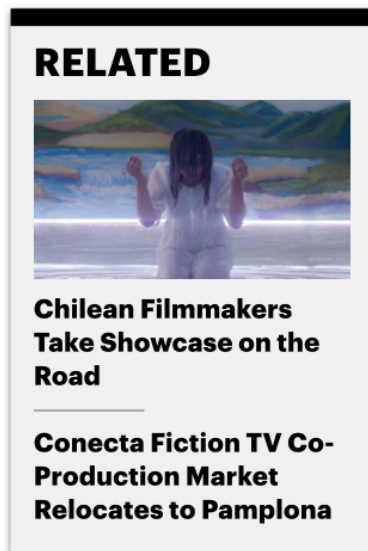 RELATED
Chilean Filmmakers
Take Showcase on the
Road
Conecta Fiction TV Co-
Production Market
Relocates to Pamplona